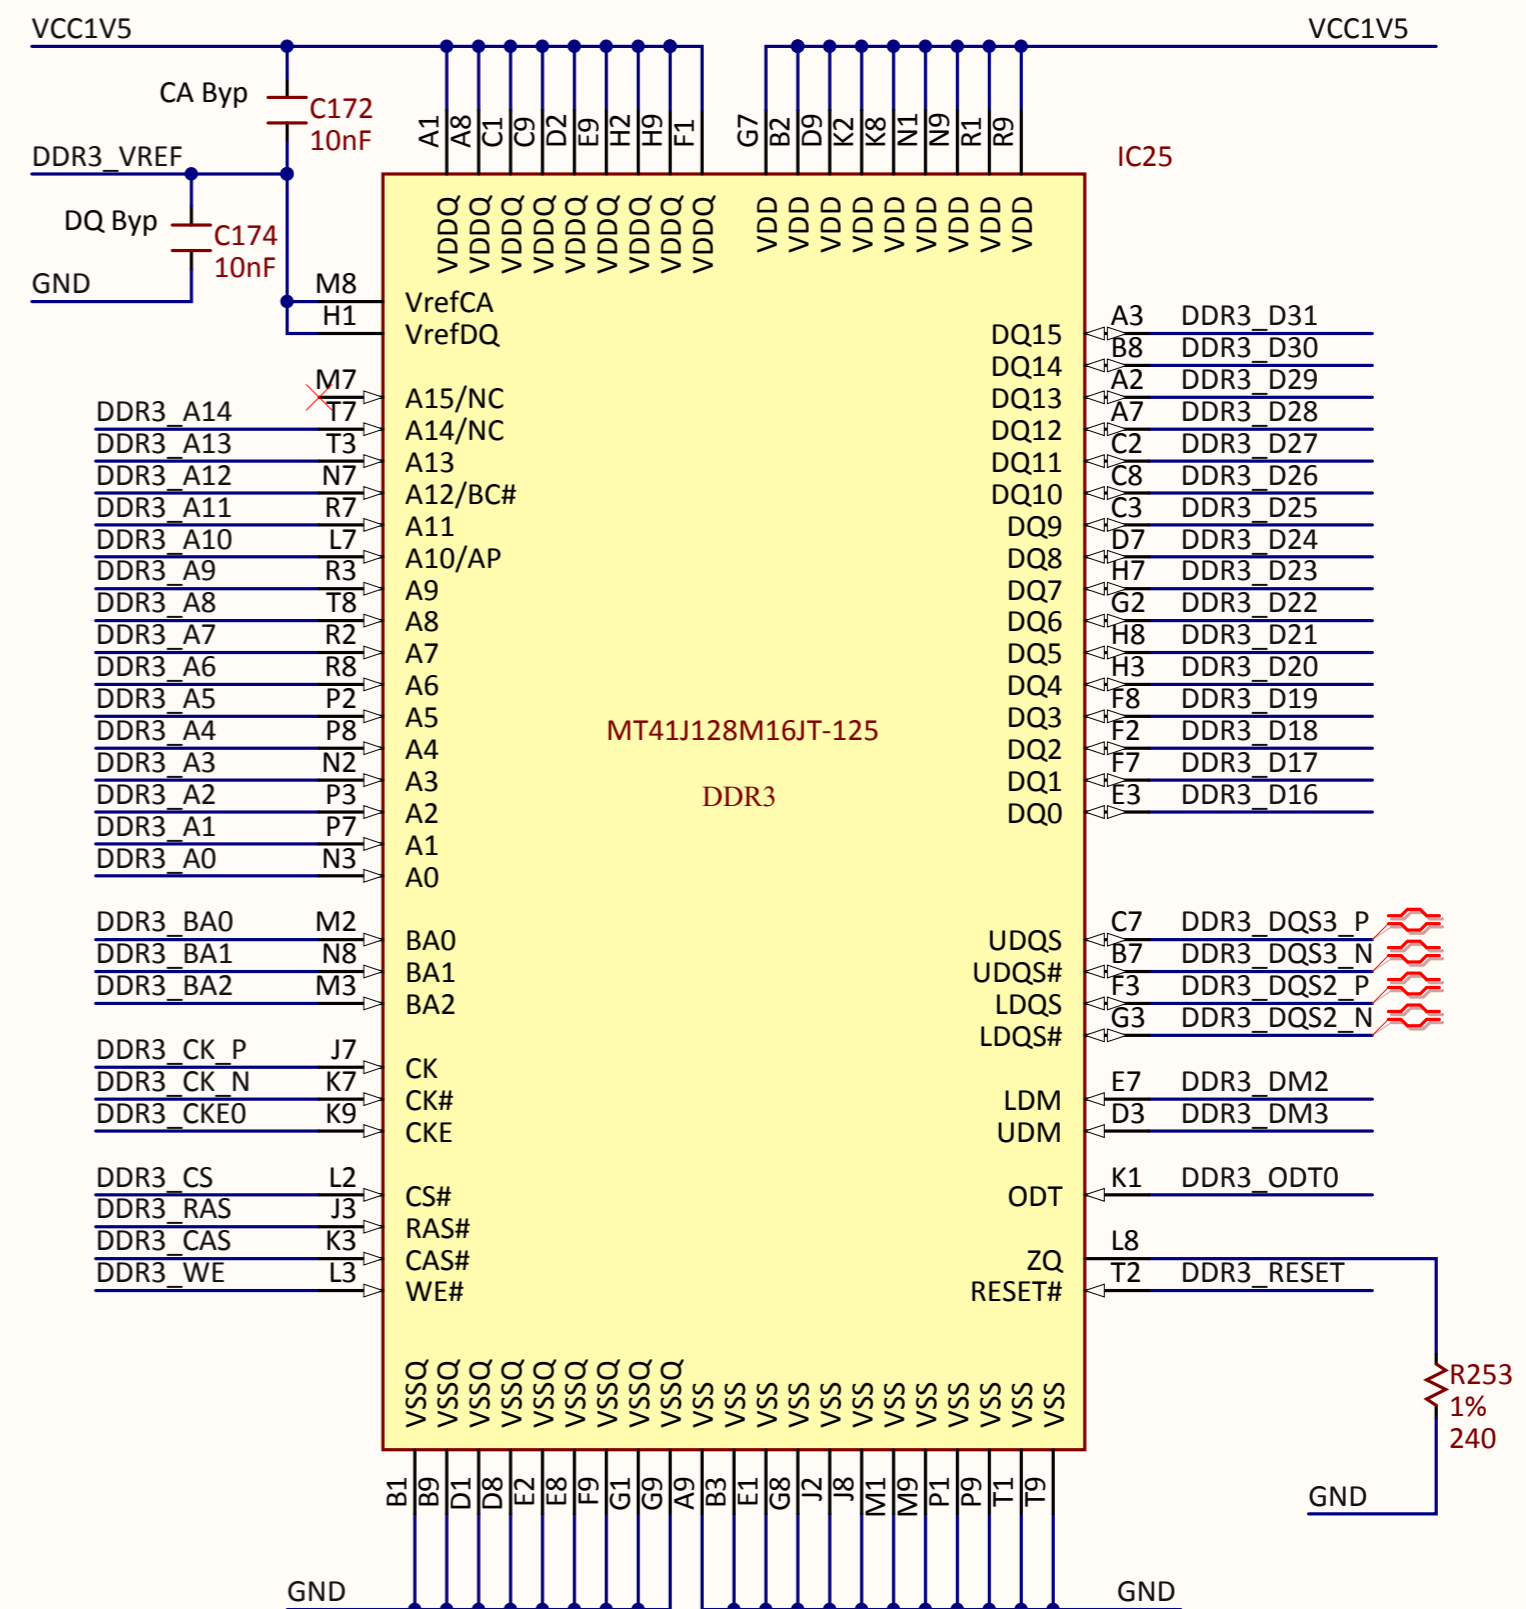 VCC1V5
VCC1V5
CA Byp
C172
10nF
DDR3_VREF
DQ Byp
C174
10nF
GND
A1 A8 C1 C9 D2 E9 H2 H9 F1
G7 B2 D9 K2 K8 N1 N9 R1 R9
IC25
VDDQ VDDQ VDDQ VDDQ VDDQ VDDQ VDDQ VDDQ VDDQ
VDD VDD VDD VDD VDD VDD VDD VDD VDD
M8 VrefCA
H1 VrefDQ
M7 A15/NC
DDR3_A14 T7 A14/NC
DDR3_A13 T3 A13
DDR3_A12 N7 A12/BC#
DDR3_A11 R7 A11
DDR3_A10 L7 A10/AP
DDR3_A9 R3 A9
DDR3_A8 T8 A8
DDR3_A7 R2 A7
DDR3_A6 R8 A6
DDR3_A5 P2 A5
DDR3_A4 P8 A4
DDR3_A3 N2 A3
DDR3_A2 P3 A2
DDR3_A1 P7 A1
DDR3_A0 N3 A0
DDR3_BA0 M2 BA0
DDR3_BA1 N8 BA1
DDR3_BA2 M3 BA2
DDR3_CK_P J7 CK
DDR3_CK_N K7 CK#
DDR3_CKE0 K9 CKE
DDR3_CS L2 CS#
DDR3_RAS J3 RAS#
DDR3_CAS K3 CAS#
DDR3_WE L3 WE#
MT41J128M16JT-125
DDR3
DQ15 A3 DDR3_D31
DQ14 B8 DDR3_D30
DQ13 A2 DDR3_D29
DQ12 A7 DDR3_D28
DQ11 C2 DDR3_D27
DQ10 C8 DDR3_D26
DQ9 C3 DDR3_D25
DQ8 D7 DDR3_D24
DQ7 H7 DDR3_D23
DQ6 G2 DDR3_D22
DQ5 H8 DDR3_D21
DQ4 H3 DDR3_D20
DQ3 F8 DDR3_D19
DQ2 F2 DDR3_D18
DQ1 F7 DDR3_D17
DQ0 E3 DDR3_D16
UDQS C7 DDR3_DQS3_P
UDQS# B7 DDR3_DQS3_N
LDQS F3 DDR3_DQS2_P
LDQS# G3 DDR3_DQS2_N
LDM E7 DDR3_DM2
UDM D3 DDR3_DM3
ODT K1 DDR3_ODT0
ZQ L8
RESET# T2 DDR3_RESET
R253
1%
240
GND
VSSQ VSSQ VSSQ VSSQ VSSQ VSSQ VSSQ VSSQ VSSQ VSS VSS VSS VSS VSS VSS VSS VSS VSS VSS VSS VSS
B1 B9 D1 D8 E2 E8 F9 G1 G9 A9 B3 E1 G8 J2 J8 M1 M9 P1 P9 T1 T9
GND
GND